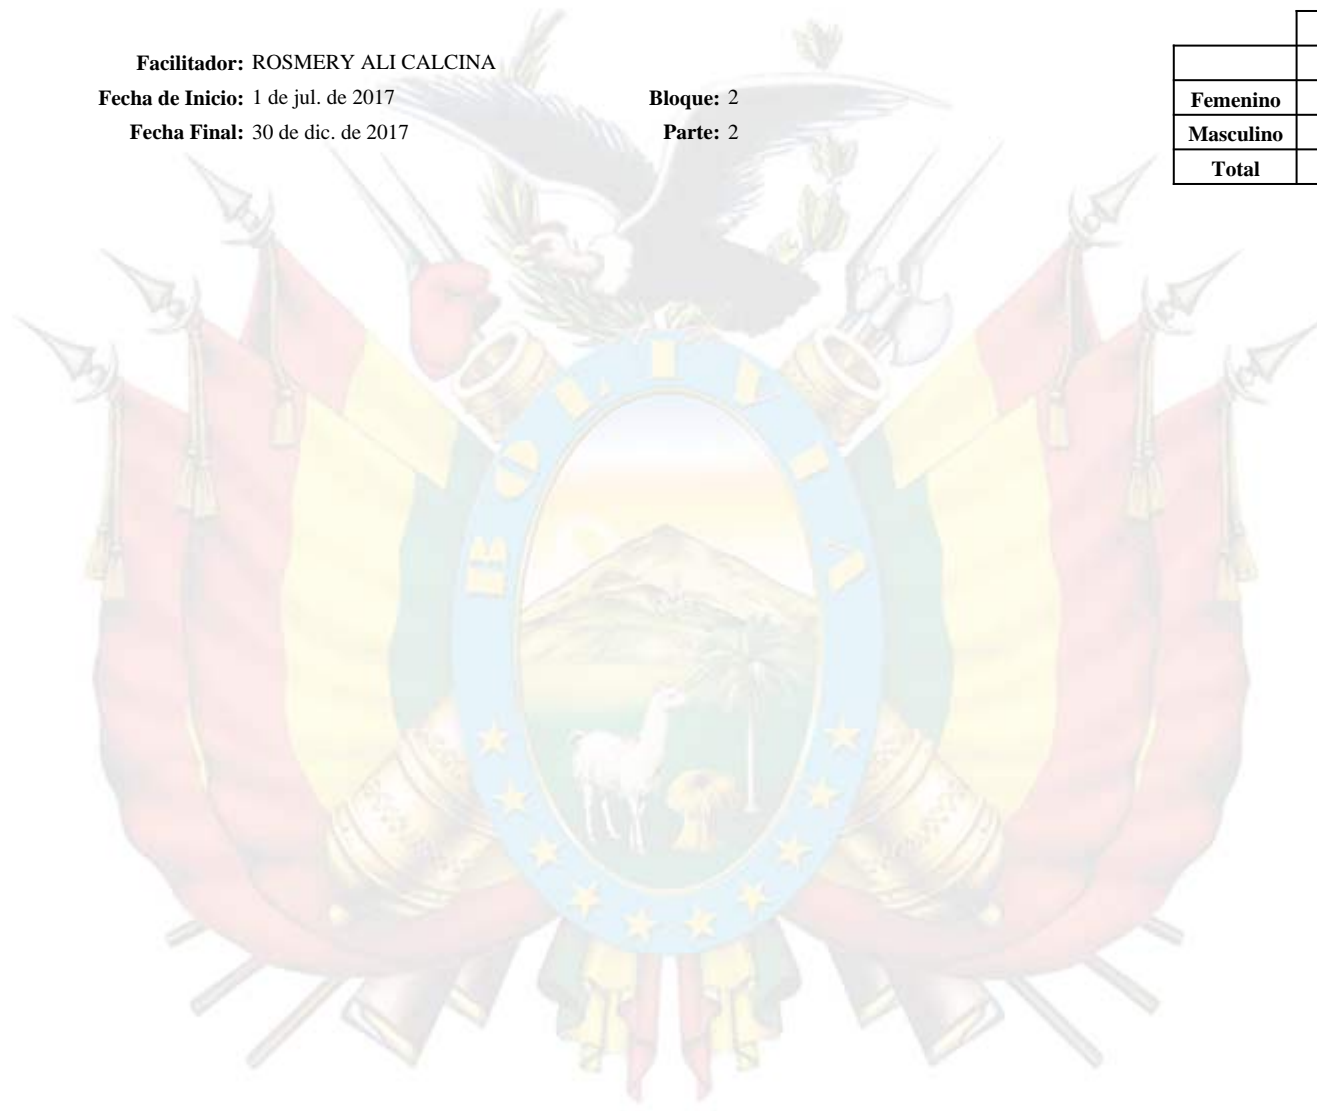 Facilitador: ROSMERY ALI CALCINA
Fecha de Inicio: 1 de jul. de 2017 Bloque: 2
Fecha Final: 30 de dic. de 2017 Parte: 2
Femenino
Masculino
Total
BOLIVIA